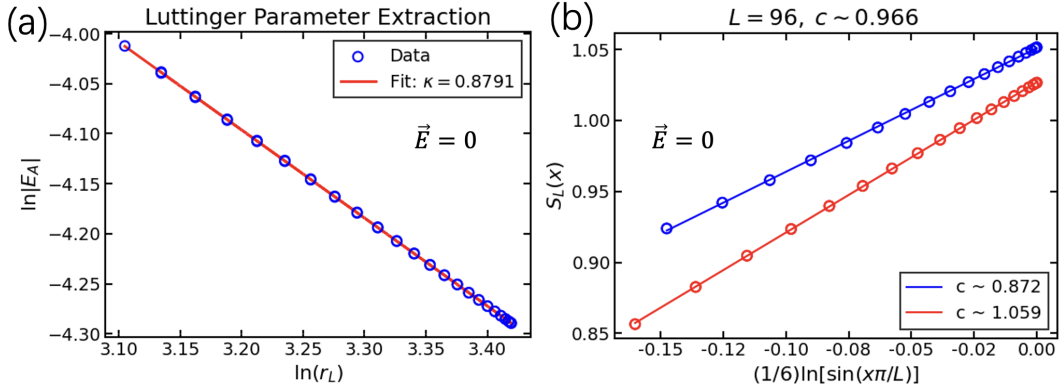 (a)
Luttinger Parameter Extraction
−4.00
−4.05
−4.10
−4.15
−4.20
−4.25
−4.30
ln|E_A|
Data
Fit: κ = 0.8791
E⃗ = 0
3.10 3.15 3.20 3.25 3.30 3.35 3.40
ln(r_L)
(b)
L = 96, c ~ 0.966
1.05
1.00
0.95
0.90
0.85
S_L(x)
E⃗ = 0
c ~ 0.872
c ~ 1.059
-0.15 -0.12 -0.10 -0.08 -0.05 -0.02 0.00
(1/6)ln[sin(xπ/L)]